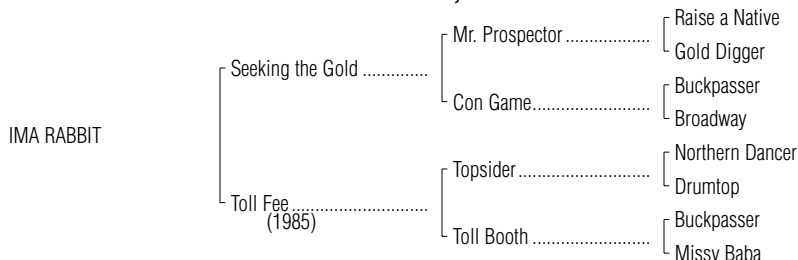 Raise a Native
Mr. Prospector
Gold Digger
Seeking the Gold
Buckpasser
Con Game
Broadway
IMA RABBIT
Northern Dancer
Topsider
Drumtop
Toll Fee
(1985)
Buckpasser
Toll Booth
Missy Baba